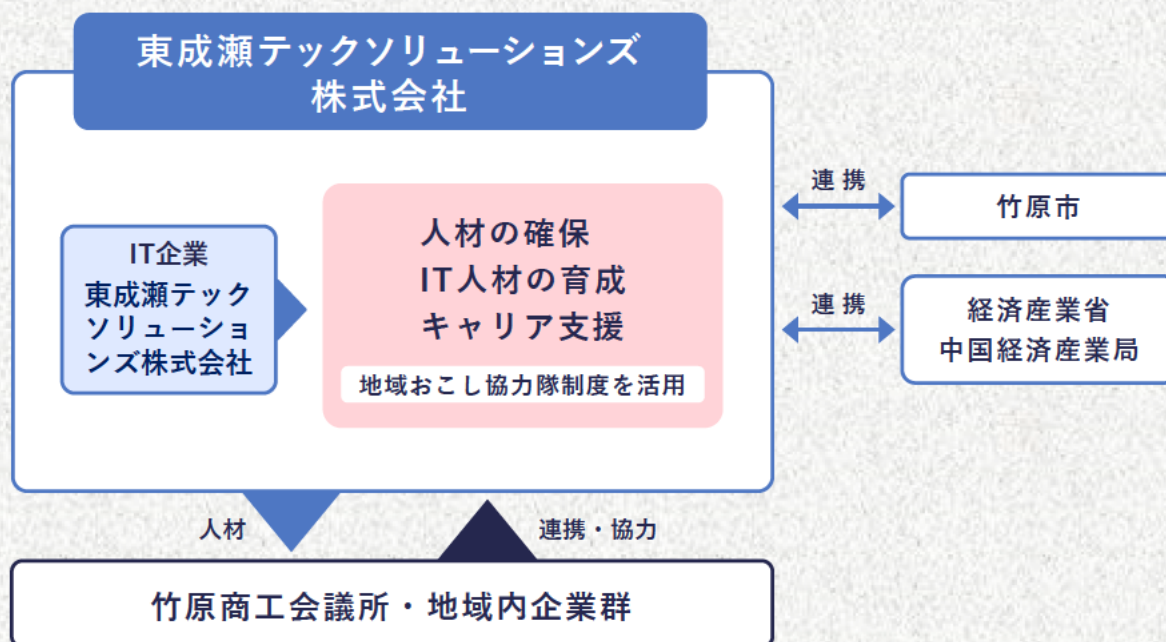 東成瀬テックソリューションズ
株式会社
IT企業
東成瀬テック
ソリューショ
ンズ株式会社
人材の確保
IT人材の育成
キャリア支援
地域おこし協力隊制度を活用
連携
竹原市
連携
経済産業省
中国経済産業局
人材
連携・協力
竹原商工会議所・地域内企業群